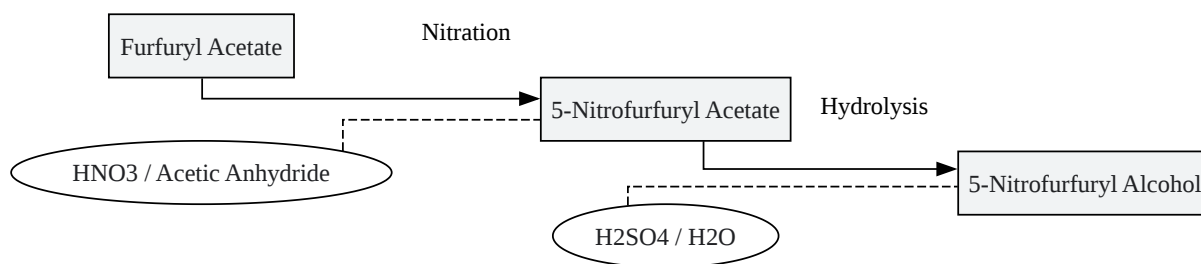 Furfuryl Acetate
Nitration
5-Nitrofurfuryl Acetate
Hydrolysis
HNO3 / Acetic Anhydride
5-Nitrofurfuryl Alcohol
H2SO4 / H2O